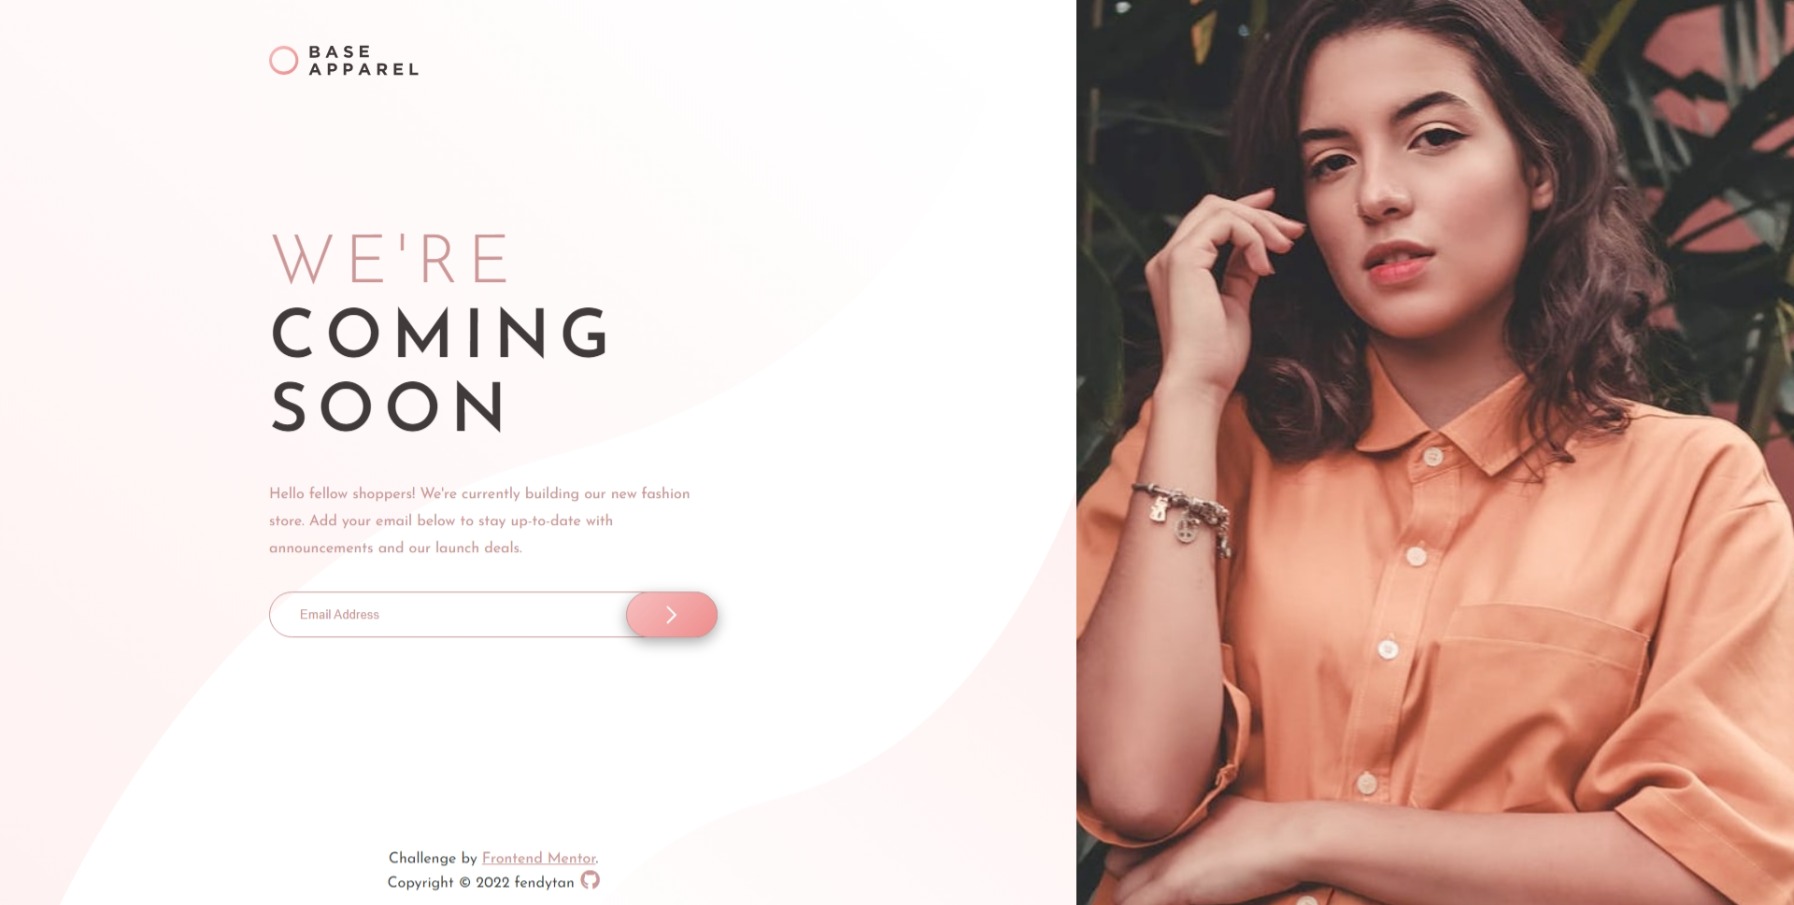 BASE
APPAREL
WE'RE
COMING
SOON
Hello fellow shoppers! We're currently building our new fashion
store. Add your email below to stay up-to-date with
announcements and our launch deals.
Email Address
Challenge by Frontend Mentor.
Copyright © 2022 fendytan